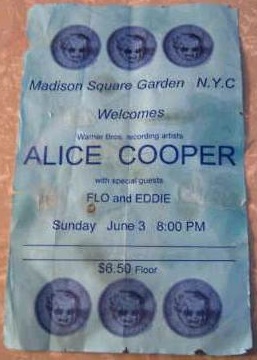 Madison Square Garden N.Y.C
Welcomes
Warner Bros. recording artists
ALICE COOPER
with special guests
FLO and EDDIE
Sunday June 3 8:00 PM
$6.50 Floor